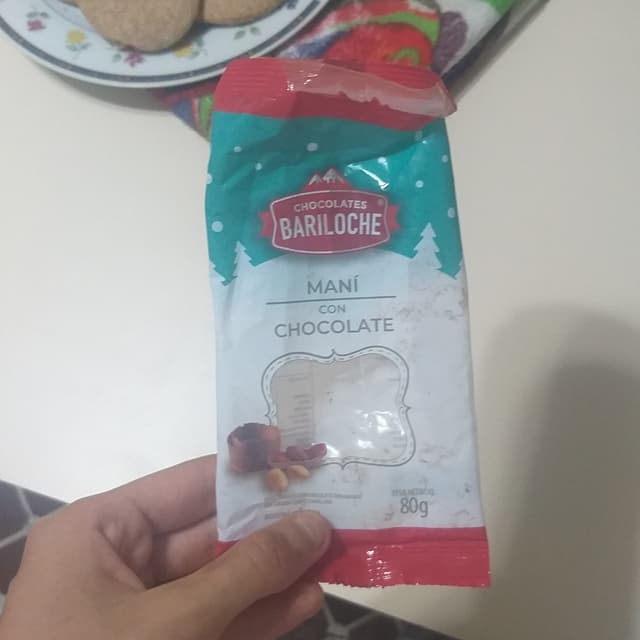 CHOCOLATES
BARILOCHE
MANÍ
CON
CHOCOLATE
80g